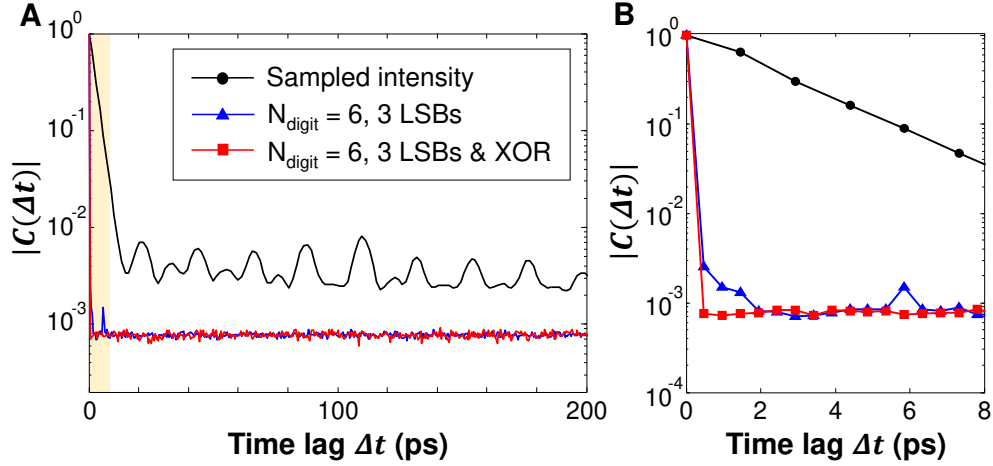 A
10^0
10^-1
10^-2
10^-3
|C(Δt)|
0
100
200
Time lag Δt (ps)
Sampled intensity
N_digit = 6, 3 LSBs
N_digit = 6, 3 LSBs & XOR
B
10^0
10^-1
10^-2
10^-3
10^-4
|C(Δt)|
0
2
4
6
8
Time lag Δt (ps)